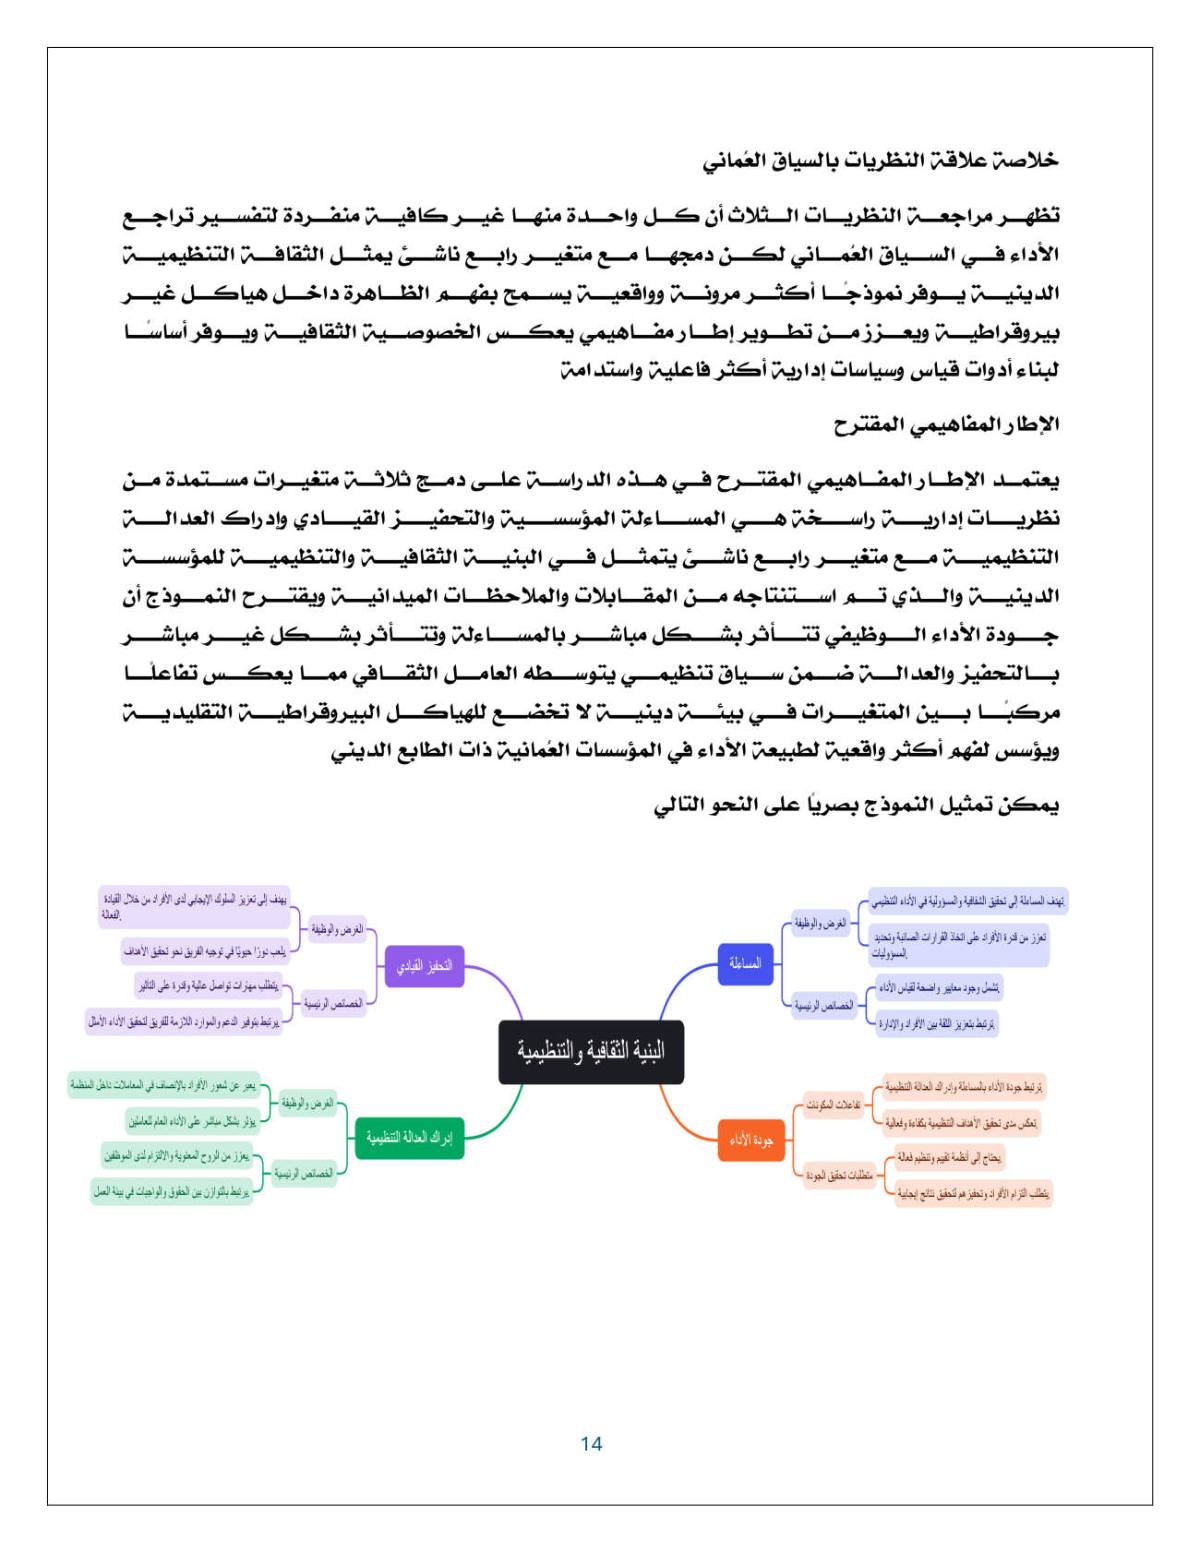 خلاصة علاقة النظريات بالسياق العُماني
تظهر مراجعة النظريات الثلاث أن كل واحدة منها غير كافية منفردة لتفسير تراجع
الأداء في السياق العُماني لكن دمجها مع متغير رابع ناشئ يمثل الثقافة التنظيمية
الدينية يوفر نموذجًا أكثر مرونة وواقعية يسمح بفهم الظاهرة داخل هياكل غير
بيروقراطية ويعزز من تطوير إطار مفاهيمي يعكس الخصوصية الثقافية ويوفر أساسًا
لبناء أدوات قياس وسياسات إدارية أكثر فاعلية واستدامة
الإطار المفاهيمي المقترح
يعتمد الإطار المفاهيمي المقترح في هذه الدراسة على دمج ثلاثة متغيرات مستمدة من
نظريات إدارية راسخة هي المساءلة المؤسسية والتحفيز القيادي وإدراك العدالة
التنظيمية مع متغير رابع ناشئ يتمثل في البنية الثقافية والتنظيمية للمؤسسة
الدينية والذي تم استنتاجه من المقابلات والملاحظات الميدانية ويقترح النموذج أن
جودة الأداء الوظيفي تتأثر بشكل مباشر بالمساءلة وتتأثر بشكل غير مباشر
بالتحفيز والعدالة ضمن سياق تنظيمي يتوسطه العامل الثقافي مما يعكس تفاعلًا
مركبًا بين المتغيرات في بيئة دينية لا تخضع للهياكل البيروقراطية التقليدية
ويؤسس لفهم أكثر واقعية لطبيعة الأداء في المؤسسات العُمانية ذات الطابع الديني
يمكن تمثيل النموذج بصريًا على النحو التالي
البنية الثقافية والتنظيمية
المساءلة
الغرض والوظيفة
تهدف المساءلة إلى تحقيق الشفافية والمسؤولية في الأداء التنظيمي.
تعزز من قدرة الأفراد على اتخاذ القرارات الصائبة وتحديد
المسؤوليات.
الخصائص الرئيسية
تشمل وجود معايير واضحة لقياس الأداء.
ترتبط بتعزيز الثقة بين الأفراد والإدارة.
جودة الأداء
تفاعلات المكونات
ترتبط جودة الأداء بالمساءلة وإدراك العدالة التنظيمية.
تعكس مدى تحقيق الأهداف التنظيمية بكفاءة وفعالية.
متطلبات تحقيق الجودة
يحتاج إلى أنظمة تقييم وتنظيم فعالة.
يتطلب التزام الأفراد وتحفيزهم لتحقيق نتائج إيجابية.
التحفيز القيادي
الغرض والوظيفة
يهدف إلى تعزيز السلوك الإيجابي لدى الأفراد من خلال القيادة
الفعالة.
يلعب دورًا حيويًا في توجيه الفريق نحو تحقيق الأهداف.
الخصائص الرئيسية
يتطلب مهارات تواصل عالية وقدرة على التأثير.
يرتبط بتوفير الدعم والموارد اللازمة للفريق لتحقيق الأداء الأمثل.
إدراك العدالة التنظيمية
الغرض والوظيفة
يعبر عن شعور الأفراد بالإنصاف في المعاملات داخل المنظمة.
يؤثر بشكل مباشر على الأداء العام للعاملين.
الخصائص الرئيسية
يعزز من الروح المعنوية والالتزام لدى الموظفين.
يرتبط بالتوازن بين الحقوق والواجبات في بيئة العمل.
14